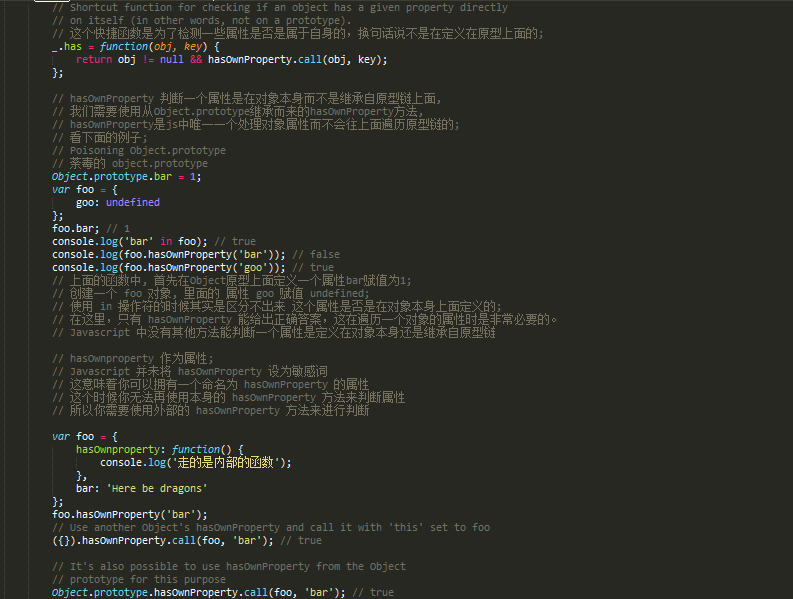 // Shortcut function for checking if an object has a given property directly
// on itself (in other words, not on a prototype).
// 这个快捷函数是为了检测一些属性是否是属于自身的，换句话话说不是在定义在原型上面的;
_.has = function(obj, key) {
return obj != null && hasOwnProperty.call(obj, key);
};
// hasOwnProperty 判断一个属性是在对象本身而不是继承自原型链上面，
// 我们需要使用从Object.prototype继承而来的hasOwnProperty方法，
// hasOwnProperty是js中唯一一个处理对象属性而不会往上面遍历原型链的;
// 看下面的例子;
// Poisoning Object.prototype
// 荼毒的 object.prototype
Object.prototype.bar = 1;
var foo = {
goo: undefined
};
foo.bar; // 1
console.log('bar' in foo); // true
console.log(foo.hasOwnProperty('bar')); // false
console.log(foo.hasOwnProperty('goo')); // true
// 上面的函数中，首先在Object原型上面定义一个属性bar赋值为1;
// 创建一个 foo 对象，里面的 属性 goo 赋值 undefined;
// 使用 in 操作符的时候其实是区分不出来 这个属性是否是在对象本身上面定义的;
// 在这里，只有 hasOwnProperty 能给出正确答案，这在遍历一个对象的属性时是非常必要的。
// Javascript 中没有其他方法能判断一个属性是定义在对象本身还是继承自原型链
// hasOwnproperty 作为属性;
// Javascript 并未将 hasOwnProperty 设为敏感词
// 这意味着你可以拥有一个命名为 hasOwnProperty 的属性
// 这个时候你无法再使用本身的 hasOwnProperty 方法来判断属性
// 所以你需要使用外部的 hasOwnProperty 方法来进行判断
var foo = {
hasOwnproperty: function() {
console.log('走的是内部的函数');
},
bar: 'Here be dragons'
};
foo.hasOwnProperty('bar');
// Use another Object's hasOwnProperty and call it with 'this' set to foo
({}).hasOwnProperty.call(foo, 'bar'); // true
// It's also possible to use hasOwnProperty from the Object
// prototype for this purpose
Object.prototype.hasOwnProperty.call(foo, 'bar'); // true